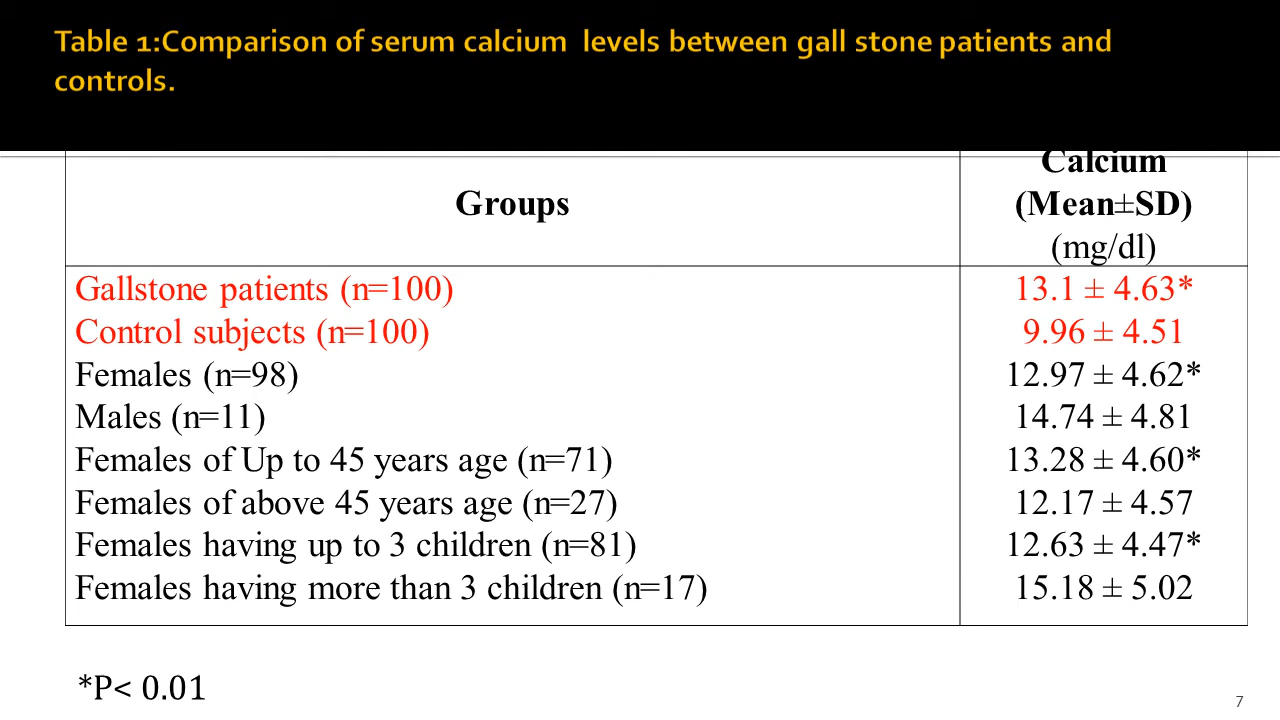 Table 1:Comparison of serum calcium levels between gall stone patients and
controls.
Groups
Calcium
(Mean±SD)
(mg/dl)
Gallstone patients (n=100) 13.1 ± 4.63*
Control subjects (n=100) 9.96 ± 4.51
Females (n=98) 12.97 ± 4.62*
Males (n=11) 14.74 ± 4.81
Females of Up to 45 years age (n=71) 13.28 ± 4.60*
Females of above 45 years age (n=27) 12.17 ± 4.57
Females having up to 3 children (n=81) 12.63 ± 4.47*
Females having more than 3 children (n=17) 15.18 ± 5.02
*P< 0.01
7